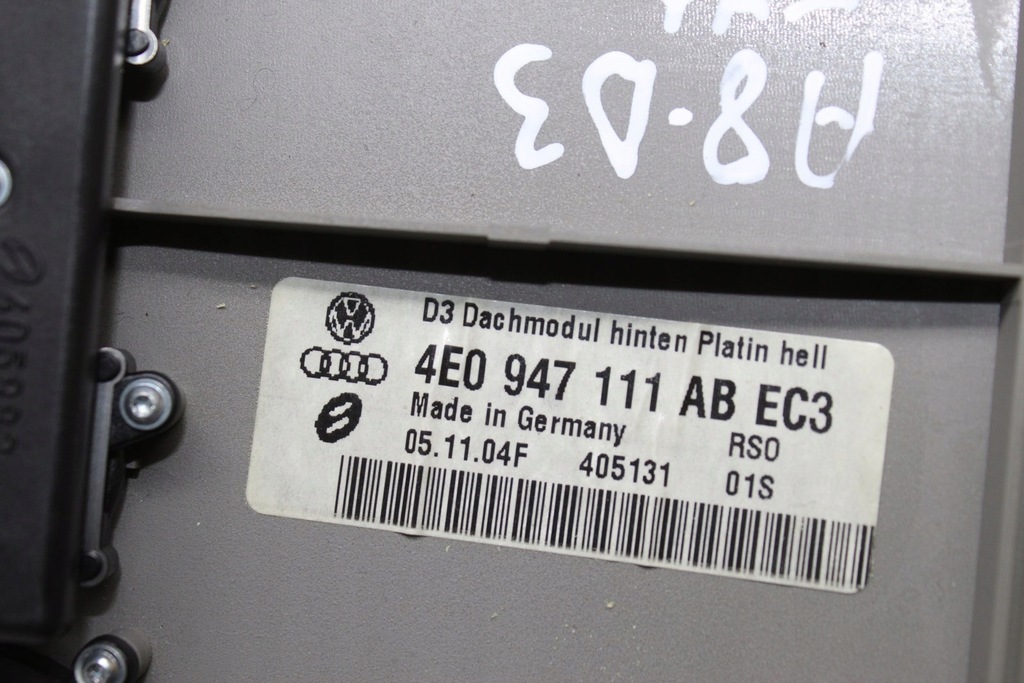 A8·D3
D3 Dachmodul hinten Platin hell
4E0 947 111 AB EC3
Made in Germany RSO
05.11.04F 405131 01S